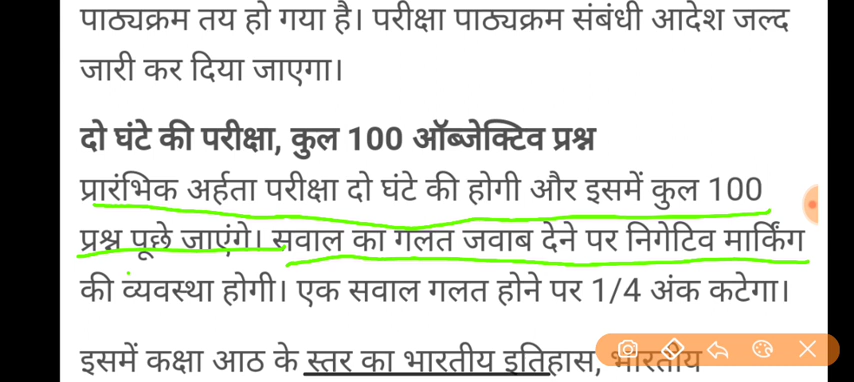 पाठ्यक्रम तय हो गया है। परीक्षा पाठ्यक्रम संबंधी आदेश जल्द
जारी कर दिया जाएगा।
दो घंटे की परीक्षा, कुल 100 ऑब्जेक्टिव प्रश्न
प्रारंभिक अर्हता परीक्षा दो घंटे की होगी और इसमें कुल 100
प्रश्न पूछे जाएंगे। सवाल का गलत जवाब देने पर निगेटिव मार्किंग
की व्यवस्था होगी। एक सवाल गलत होने पर 1/4 अंक कटेगा।
इसमें कक्षा आठ के स्तर का भारतीय इतिहास, भारतीय